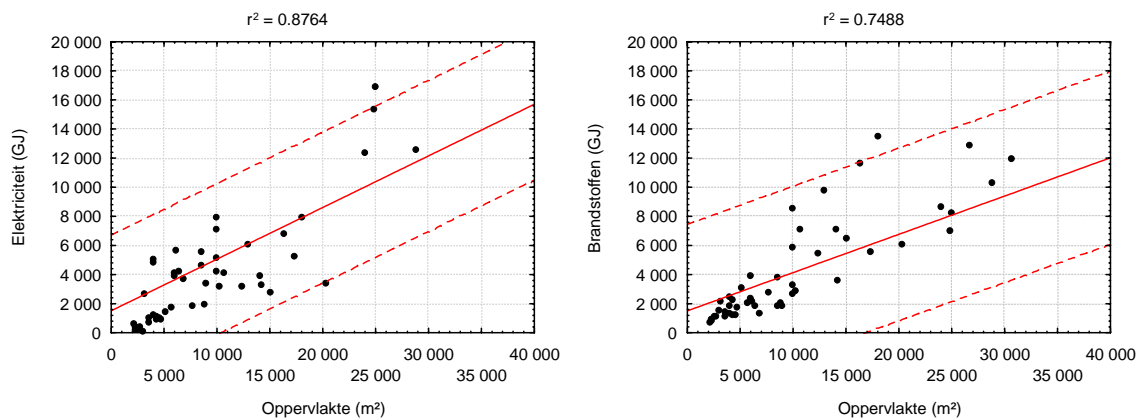 r² = 0.8764
Elektriciteit (GJ)
20 000
18 000
16 000
14 000
12 000
10 000
8 000
6 000
4 000
2 000
0
0 10 000 20 000 30 000 40 000
5 000 15 000 25 000 35 000
Oppervlakte (m²)
r² = 0.7488
Brandstoffen (GJ)
20 000
18 000
16 000
14 000
12 000
10 000
8 000
6 000
4 000
2 000
0
0 10 000 20 000 30 000 40 000
5 000 15 000 25 000 35 000
Oppervlakte (m²)